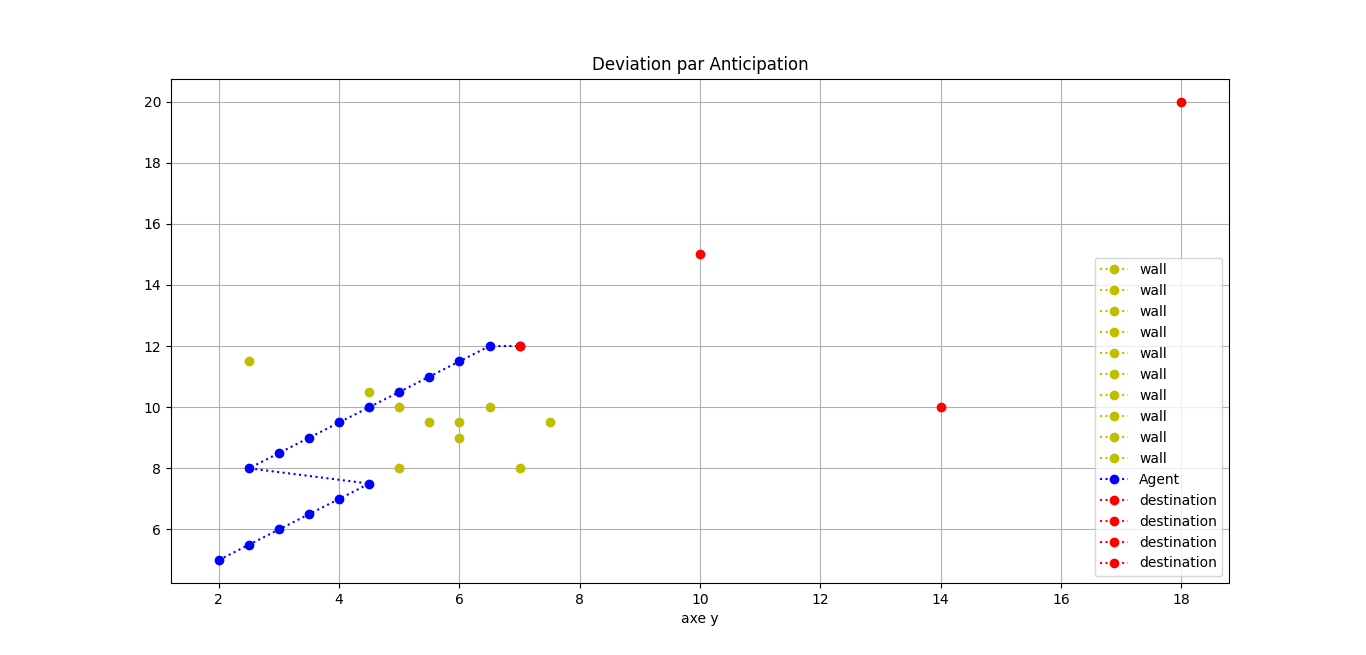 Deviation par Anticipation
20
18
16
14
12
10
8
6
wall
wall
wall
wall
wall
wall
wall
wall
wall
wall
Agent
destination
destination
destination
destination
2 4 6 8 10 12 14 16 18
axe y